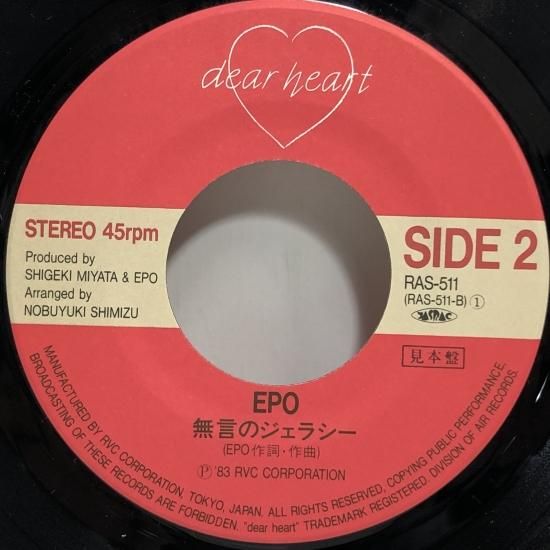 dear heart
STEREO 45rpm
Produced by
SHIGEKI MIYATA & EPO
Arranged by
NOBUYUKI SHIMIZU
SIDE 2
RAS-511
(RAS-511-B) ①
JASRAC
見本盤
EPO
無言のジェラシー
(EPO作詞・作曲)
Ⓟ '83 RVC CORPORATION
MANUFACTURED BY RVC CORPORATION, TOKYO, JAPAN. ALL RIGHTS RESERVED, COPYING PUBLIC PERFORMANCE,
BROADCASTING OF THESE RECORDS ARE FORBIDDEN. "dear heart" TRADEMARK REGISTERED. DIVISION OF AIR RECORDS.